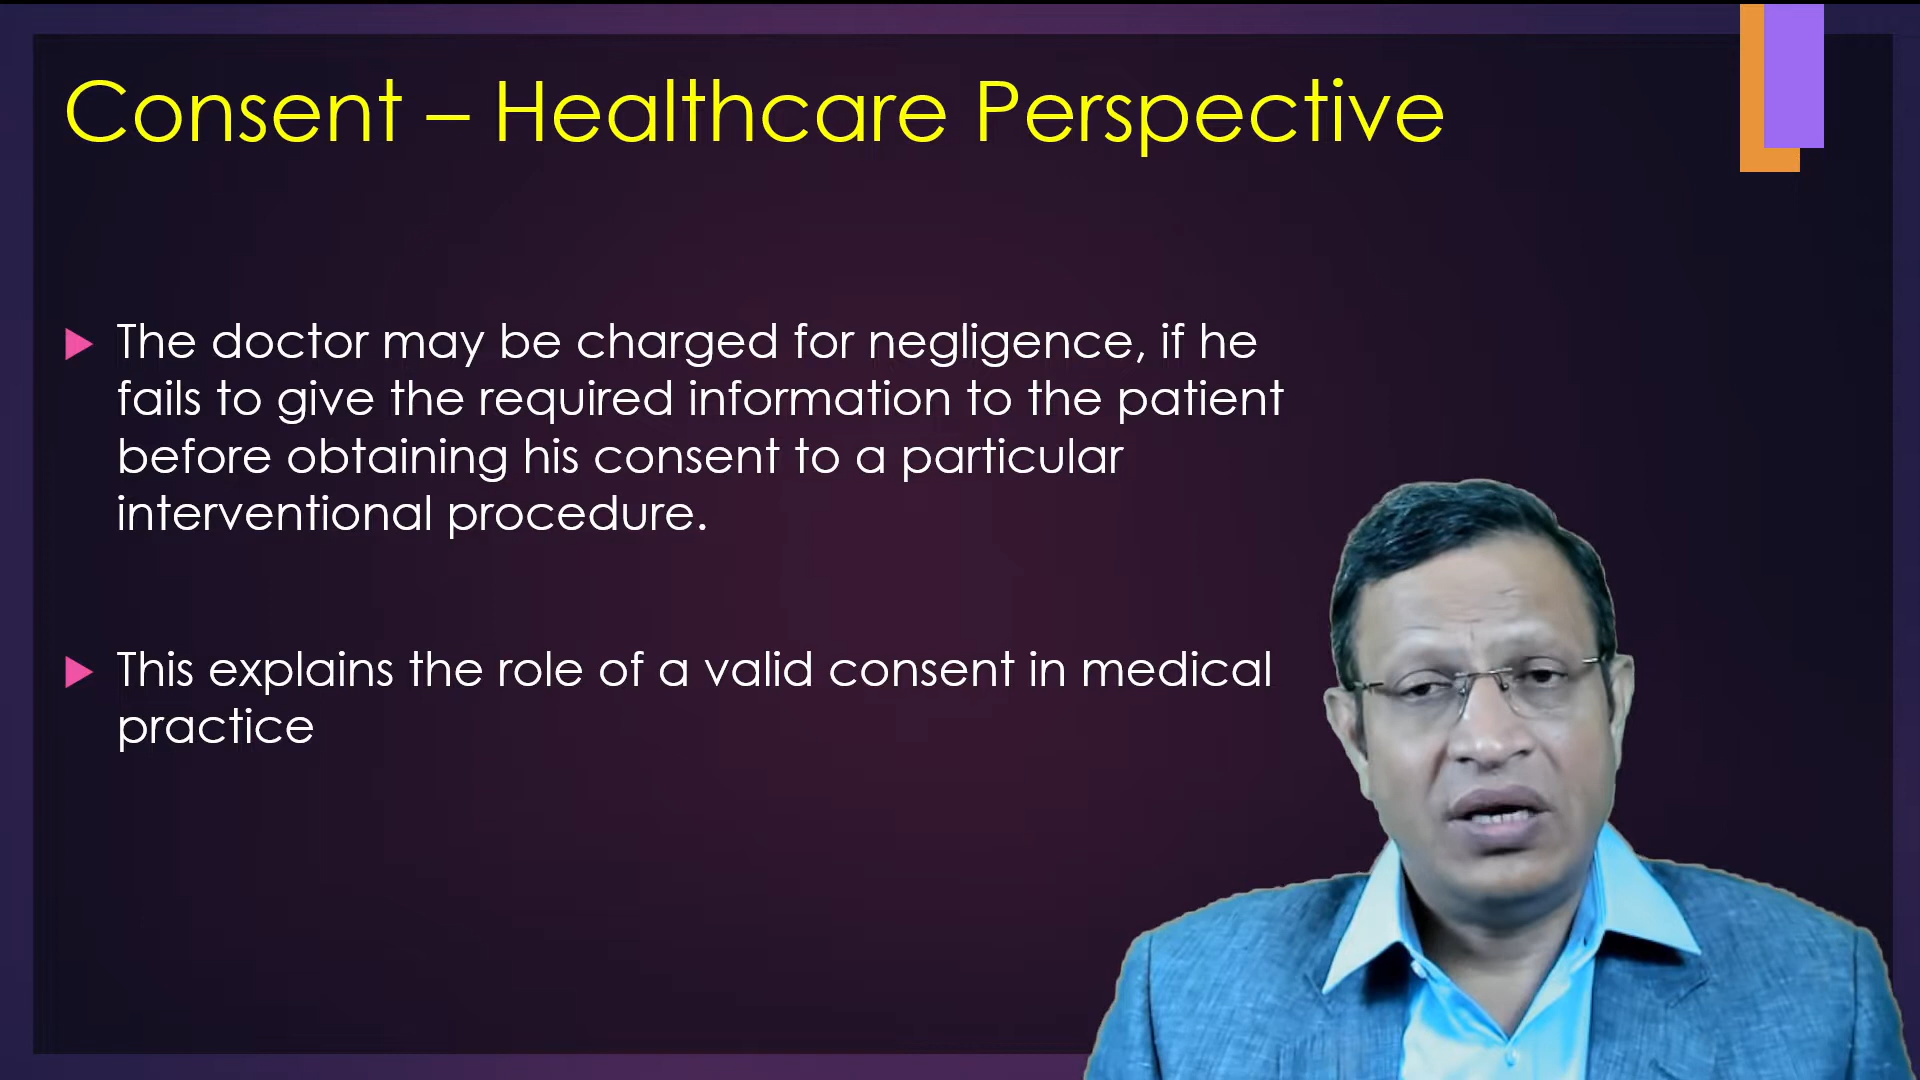 Consent – Healthcare Perspective
The doctor may be charged for negligence, if he
fails to give the required information to the patient
before obtaining his consent to a particular
interventional procedure.
This explains the role of a valid consent in medical
practice